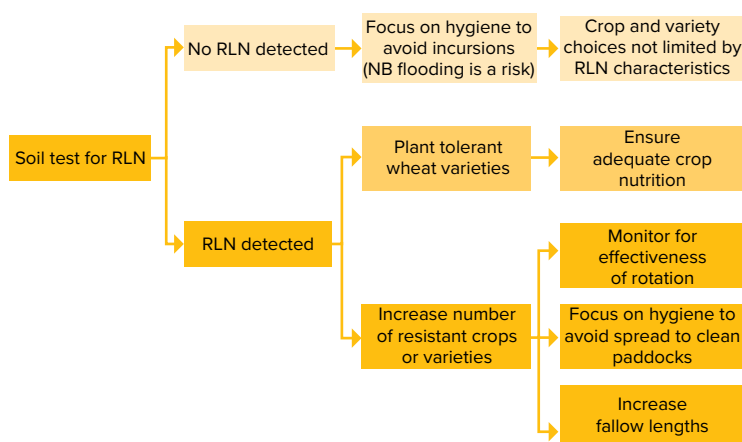 No RLN detected
Focus on hygiene to
avoid incursions
(NB flooding is a risk)
Crop and variety
choices not limited by
RLN characteristics
Soil test for RLN
Plant tolerant
wheat varieties
Ensure
adequate crop
nutrition
RLN detected
Increase number
of resistant crops
or varieties
Monitor for
effectiveness
of rotation
Focus on hygiene to
avoid spread to clean
paddocks
Increase
fallow lengths